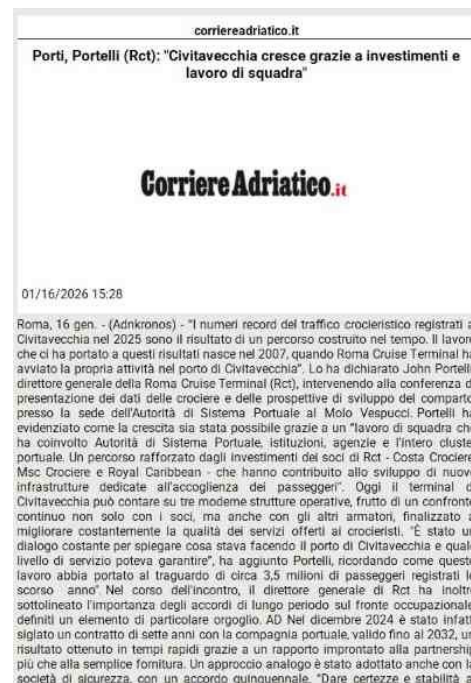 corriereadriatico.it
Porti, Portelli (Rct): "Civitavecchia cresce grazie a investimenti e
lavoro di squadra"
Corriere Adriatico.it
01/16/2026 15:28
Roma, 16 gen. - (Adnkronos) - "I numeri record del traffico crocieristico registrati a
Civitavecchia nel 2025 sono il risultato di un percorso costruito nel tempo. Il lavoro
che ci ha portato a questi risultati nasce nel 2007, quando Roma Cruise Terminal ha
avviato la propria attività nel porto di Civitavecchia". Lo ha dichiarato John Portelli
direttore generale della Roma Cruise Terminal (Rct), intervenendo alla conferenza di
presentazione dei dati delle crociere e delle prospettive di sviluppo del comparto
presso la sede dell'Autorità di Sistema Portuale al Molo Vespucci. Portelli ha
evidenziato come la crescita sia stata possibile grazie a un "lavoro di squadra che
ha coinvolto Autorità di Sistema Portuale, istituzioni, agenzie e l'intero cluster
portuale. Un percorso rafforzato dagli investimenti dei soci di Rct - Costa Crociere
Msc Crociere e Royal Caribbean - che hanno contribuito allo sviluppo di nuove
infrastrutture dedicate all'accoglienza dei passeggeri". Oggi il terminal di
Civitavecchia può contare su tre moderne strutture operative, frutto di un confronto
continuo non solo con i soci, ma anche con gli altri armatori, finalizzato a
migliorare costantemente la qualità dei servizi offerti ai crocieristi. "È stato un
dialogo costante per spiegare cosa stava facendo il porto di Civitavecchia e quale
livello di servizio poteva garantire", ha aggiunto Portelli, ricordando come questo
lavoro abbia portato al traguardo di circa 3,5 milioni di passeggeri registrati lo
scorso anno". Nel corso dell'incontro, il direttore generale di Rct ha inoltre
sottolineato l'importanza degli accordi di lungo periodo sul fronte occupazionale
definiti un elemento di particolare orgoglio. AD Nel dicembre 2024 è stato infatti
siglato un contratto di sette anni con la compagnia portuale, valido fino al 2032, un
risultato ottenuto in tempi rapidi grazie a un rapporto improntato alla partnership
più che alla semplice fornitura. Un approccio analogo è stato adottato anche con la
società di sicurezza, con un accordo quinquennale. "Dare certezze e stabilità a